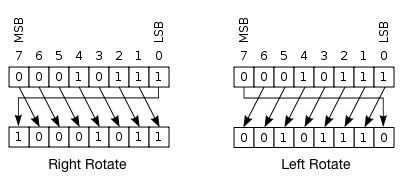 MSB LSB
7 6 5 4 3 2 1 0
0 0 0 1 0 1 1 1
1 0 0 0 1 0 1 1
Right Rotate
MSB LSB
7 6 5 4 3 2 1 0
0 0 0 1 0 1 1 1
0 0 1 0 1 1 1 0
Left Rotate